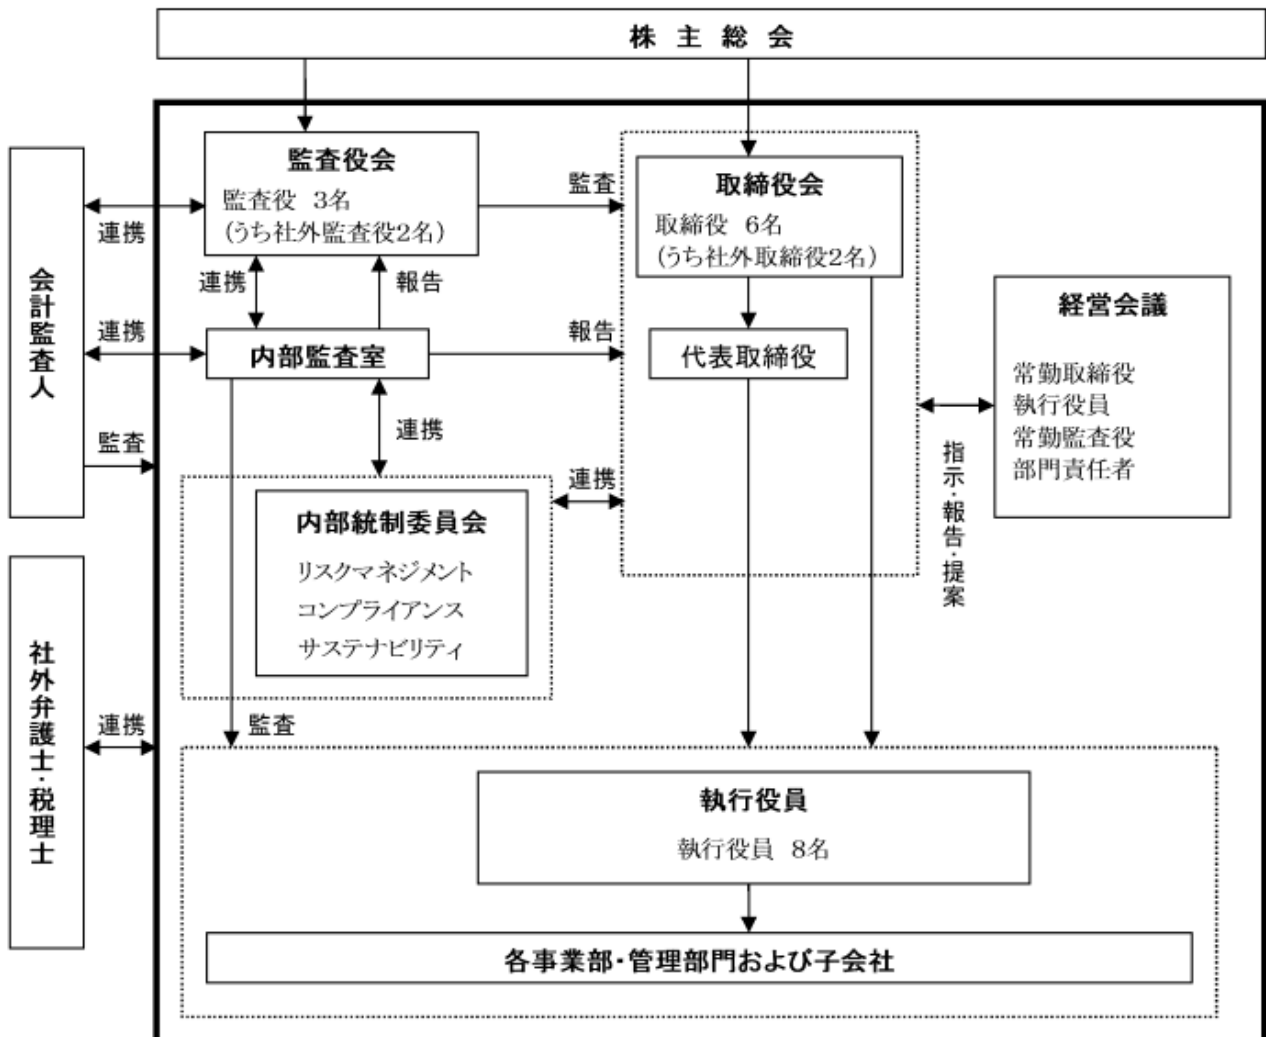 株 主 総 会
監査役会
監査役 3名
(うち社外監査役2名)
監査
取締役会
取締役 6名
(うち社外取締役2名)
連携
連携
報告
会計監査人
連携
内部監査室
報告
代表取締役
経営会議
常勤取締役
執行役員
常勤監査役
部門責任者
監査
連携
連携
指示・報告・提案
内部統制委員会
リスクマネジメント
コンプライアンス
サステナビリティ
社外弁護士・税理士
連携
監査
執行役員
執行役員 8名
各事業部・管理部門および子会社